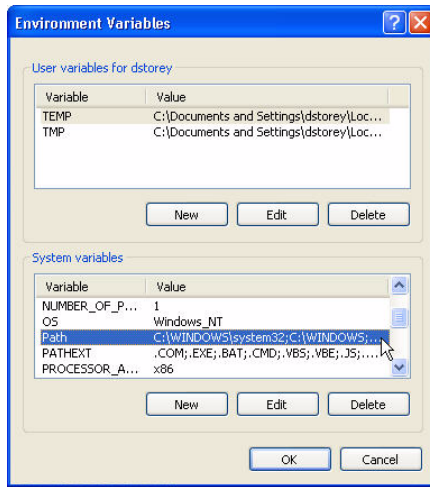 Environment Variables
User variables for dstorey
Variable Value
TEMP C:\Documents and Settings\dstorey\Loc...
TMP C:\Documents and Settings\dstorey\Loc...
New Edit Delete
System variables
Variable Value
NUMBER_OF_P... 1
OS Windows_NT
Path C:\WINDOWS\system32;C:\WINDOWS;...
PATHEXT .COM;.EXE;.BAT;.CMD;.VBS;.VBE;.JS;....
PROCESSOR_A... x86
New Edit Delete
OK Cancel